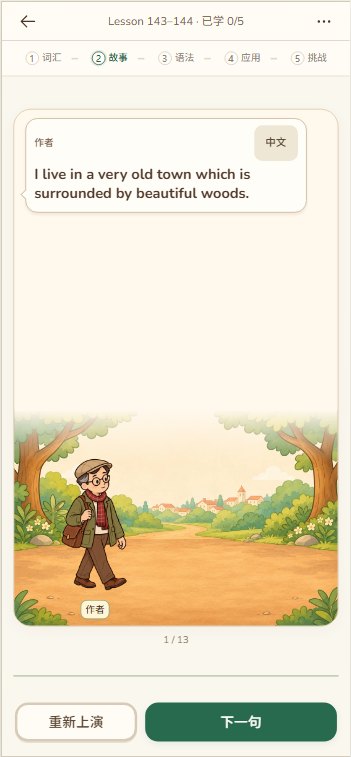 Lesson 143–144 · 已学 0/5
1 词汇 – 2 故事 – 3 语法 – 4 应用 – 5 挑战
作者
中文
I live in a very old town which is
surrounded by beautiful woods.
作者
1 / 13
重新上演
下一句